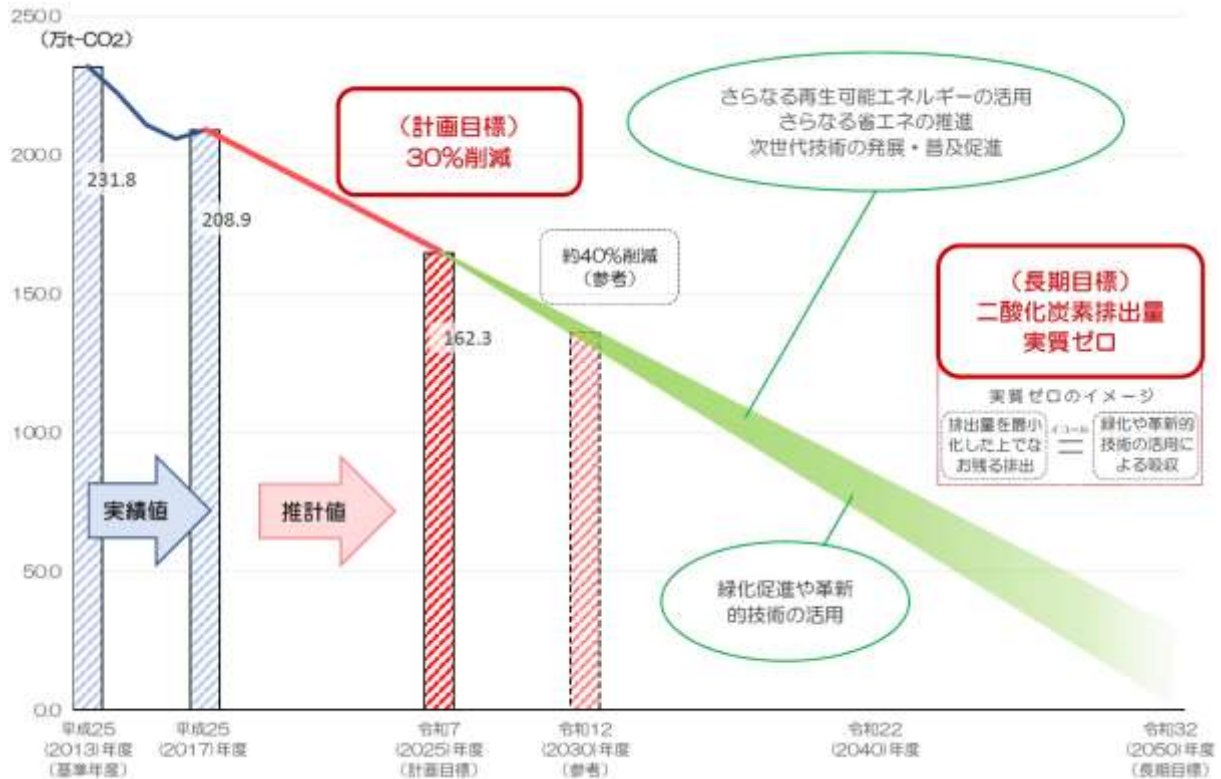 250.0
(万t-CO2)
200.0
150.0
100.0
50.0
0.0
231.8
208.9
162.3
(計画目標)
30%削減
約40%削減
(参考)
さらなる再生可能エネルギーの活用
さらなる省エネの推進
次世代技術の発展・普及促進
(長期目標)
二酸化炭素排出量
実質ゼロ
実質ゼロのイメージ
排出量を最小
化した上でな
お残る排出
イコール
緑化や革新的
技術の活用に
よる吸収
実績値
推計値
緑化促進や革新
的技術の活用
平成25
(2013)年度
(基準年度)
平成25
(2017)年度
令和7
(2025)年度
(計画目標)
令和12
(2030)年度
(参考)
令和22
(2040)年度
令和32
(2050)年度
(長期目標)